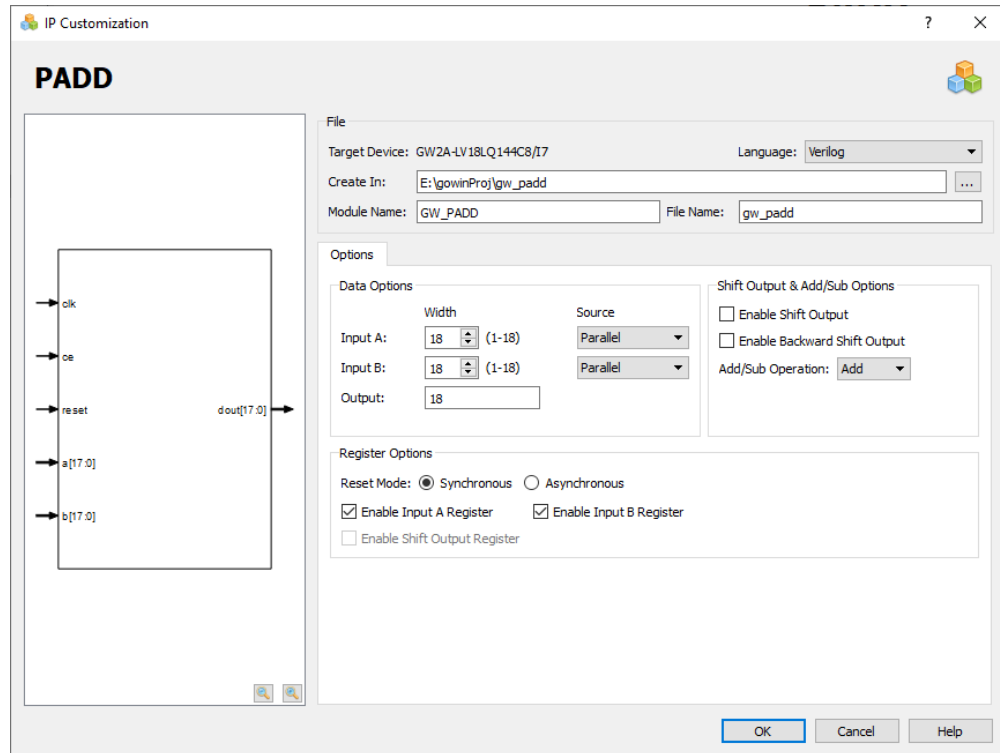 IP Customization
?
PADD
File
Target Device: GW2A-LV18LQ144C8/I7 Language: Verilog
Create In: E:\gowinProj\gw_padd ...
Module Name: GW_PADD File Name: gw_padd
Options
Data Options
Width Source
Input A: 18 (1-18) Parallel
Input B: 18 (1-18) Parallel
Output: 18
Shift Output & Add/Sub Options
Enable Shift Output
Enable Backward Shift Output
Add/Sub Operation: Add
Register Options
Reset Mode: Synchronous Asynchronous
Enable Input A Register Enable Input B Register
Enable Shift Output Register
clk
ce
reset dout[17:0]
a[17:0]
b[17:0]
OK Cancel Help